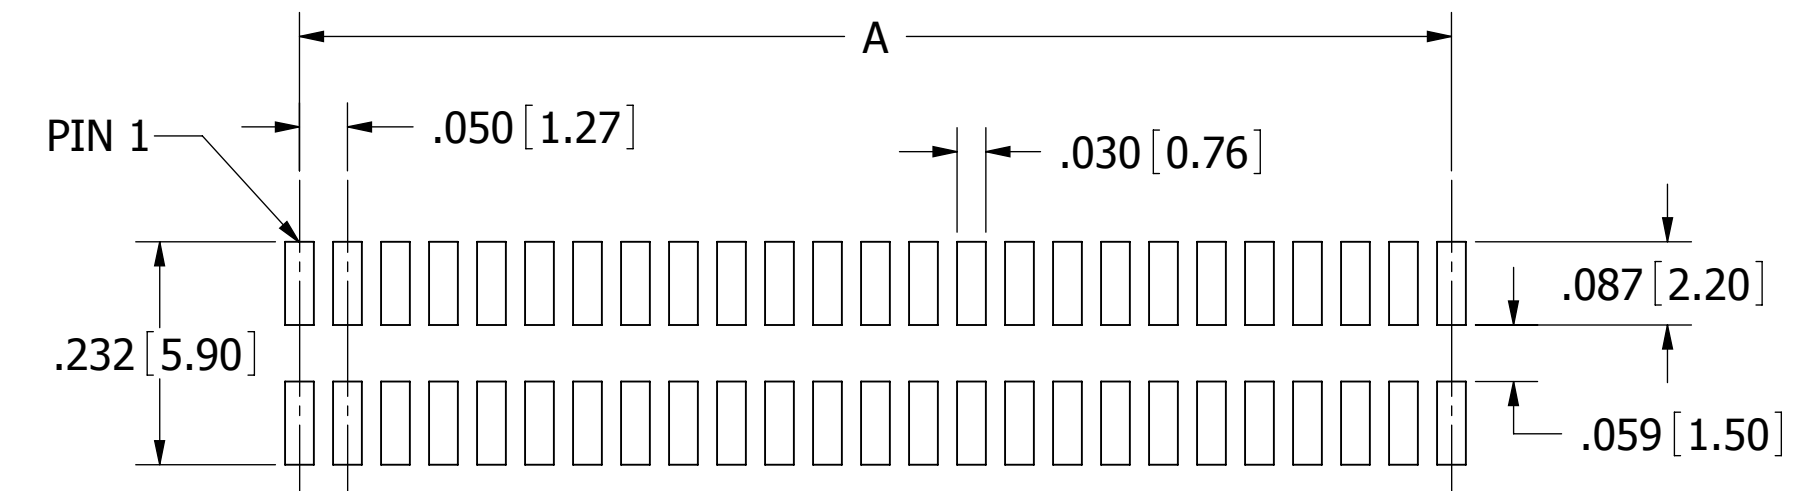 A
PIN 1
.050 [1.27]
.030 [0.76]
.087 [2.20]
.232 [5.90]
.059 [1.50]